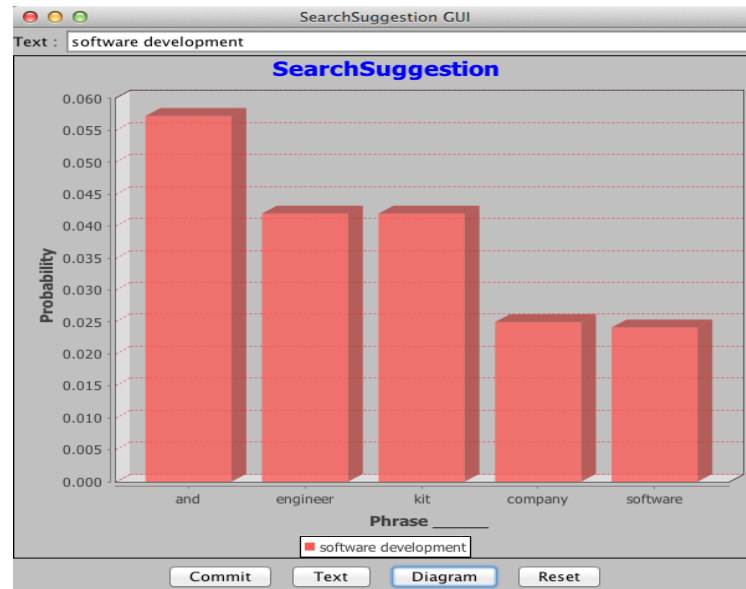 SearchSuggestion GUI
Text : software development
SearchSuggestion
Probability
0.060
0.055
0.050
0.045
0.040
0.035
0.030
0.025
0.020
0.015
0.010
0.005
0.000
and engineer kit company software
Phrase ______
software development
Commit Text Diagram Reset